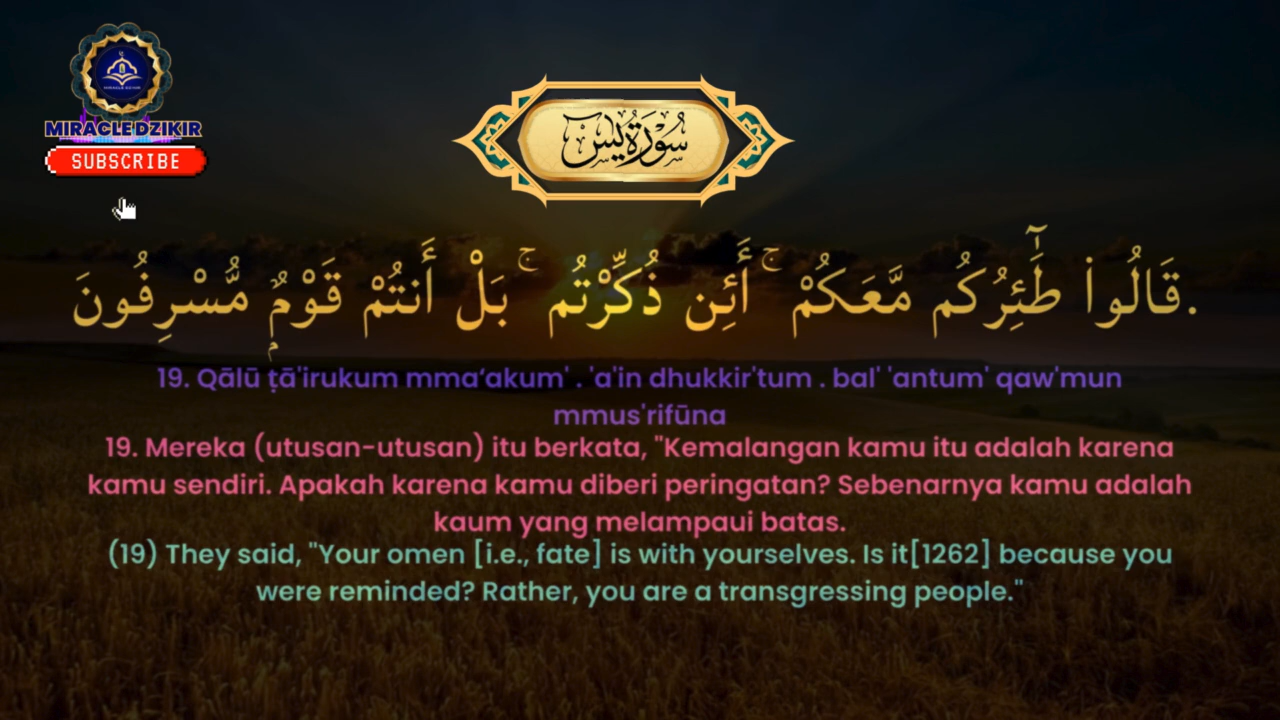 MIRACLE DZIKIR
SUBSCRIBE
سُورَةُ يس
قَالُوا۟ طَٰٓئِرُكُم مَّعَكُمْ ۚ أَئِن ذُكِّرْتُم ۚ بَلْ أَنتُمْ قَوْمٌۭ مُّسْرِفُونَ.
19. Qālū ṭā'irukum mma‘akum' . 'a'in dhukkir'tum . bal' 'antum' qaw'mun
mmus'rifūna
19. Mereka (utusan-utusan) itu berkata, "Kemalangan kamu itu adalah karena
kamu sendiri. Apakah karena kamu diberi peringatan? Sebenarnya kamu adalah
kaum yang melampaui batas.
(19) They said, "Your omen [i.e., fate] is with yourselves. Is it[1262] because you
were reminded? Rather, you are a transgressing people."